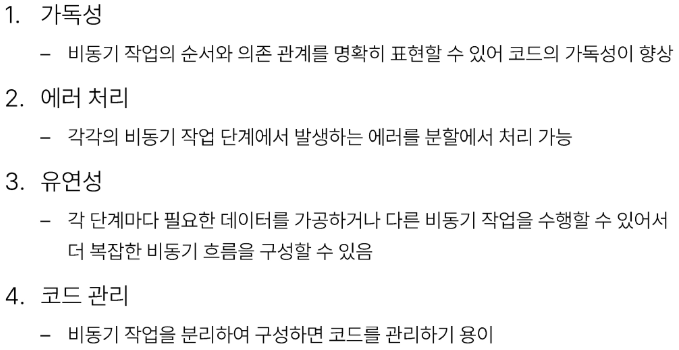 1. 가독성
– 비동기 작업의 순서와 의존 관계를 명확히 표현할 수 있어 코드의 가독성이 향상
2. 에러 처리
– 각각의 비동기 작업 단계에서 발생하는 에러를 분할에서 처리 가능
3. 유연성
– 각 단계마다 필요한 데이터를 가공하거나 다른 비동기 작업을 수행할 수 있어서
더 복잡한 비동기 흐름을 구성할 수 있음
4. 코드 관리
– 비동기 작업을 분리하여 구성하면 코드를 관리하기 용이